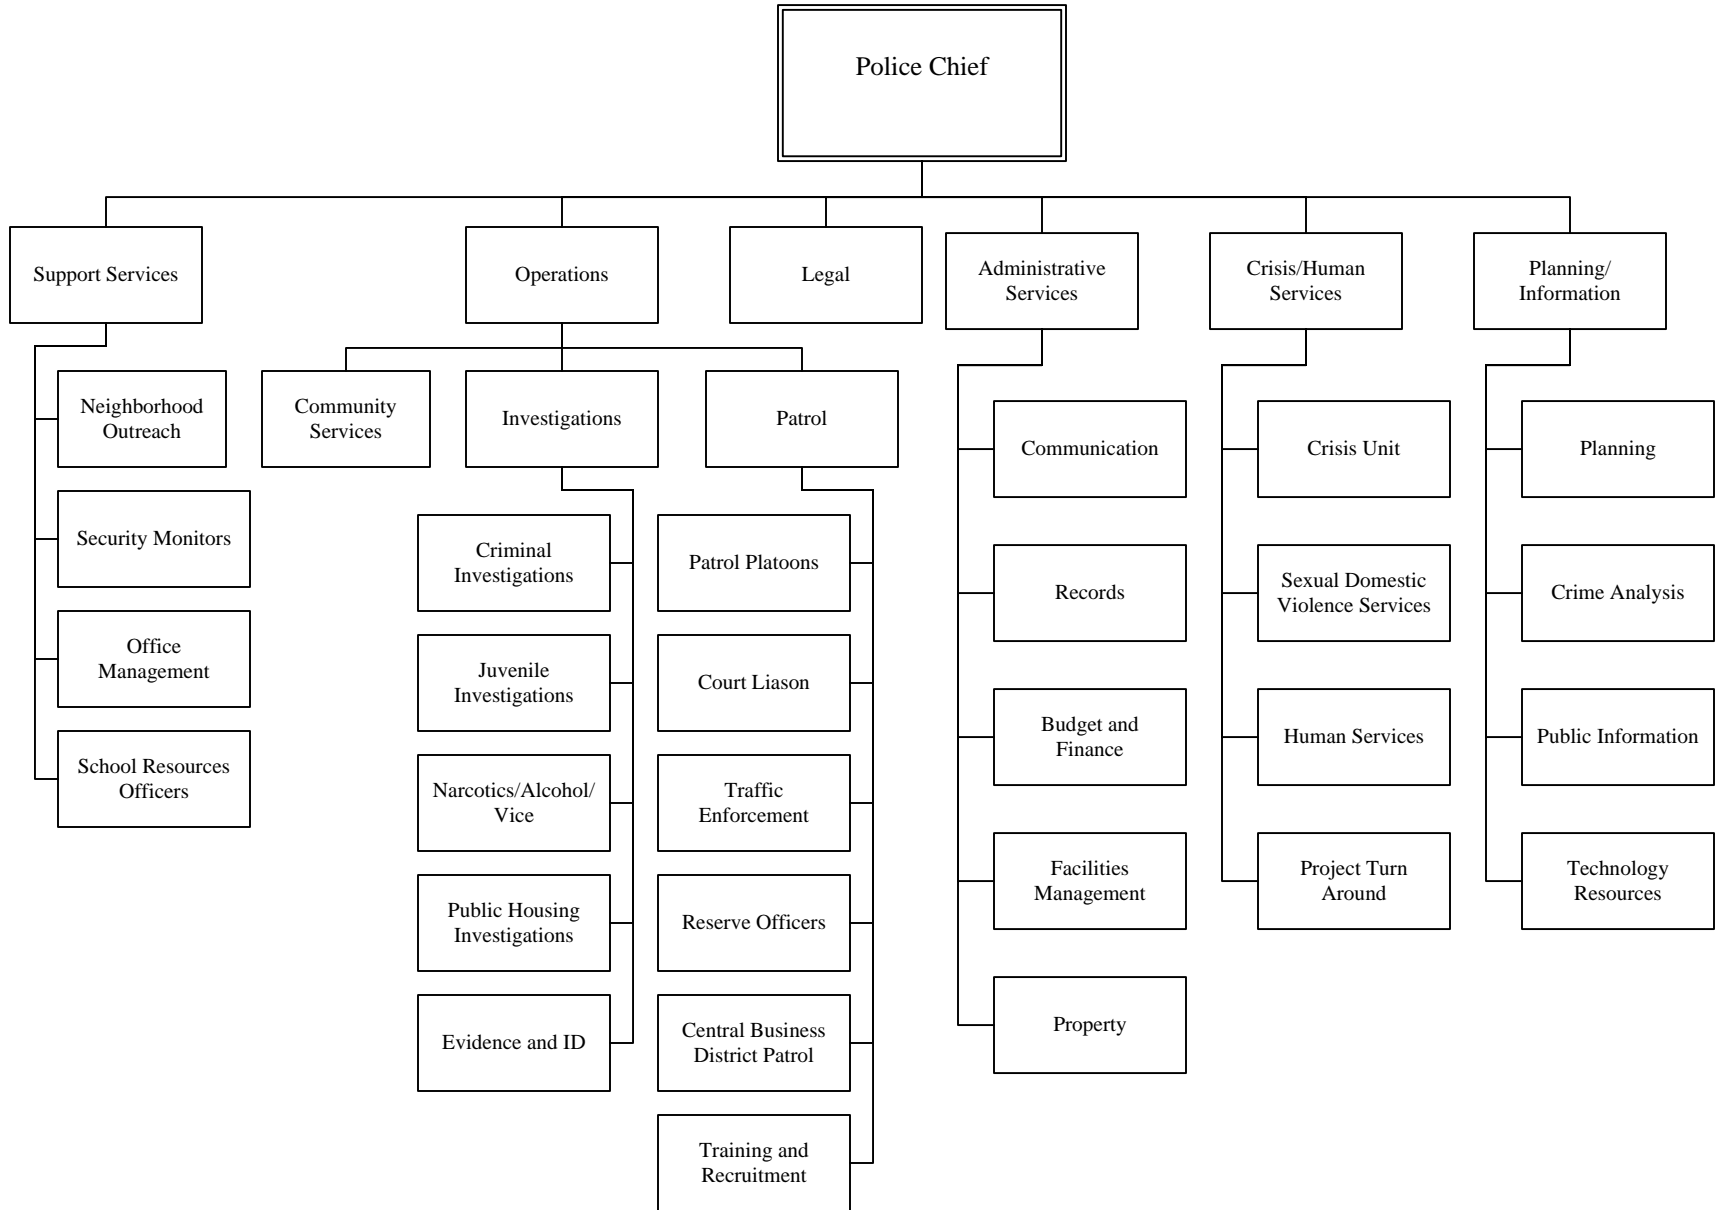 Police Chief
Support Services
Operations
Legal
Administrative
Services
Crisis/Human
Services
Planning/
Information
Neighborhood
Outreach
Security Monitors
Office
Management
School Resources
Officers
Community
Services
Investigations
Patrol
Criminal
Investigations
Juvenile
Investigations
Narcotics/Alcohol/
Vice
Public Housing
Investigations
Evidence and ID
Patrol Platoons
Court Liason
Traffic
Enforcement
Reserve Officers
Central Business
District Patrol
Training and
Recruitment
Communication
Records
Budget and
Finance
Facilities
Management
Property
Crisis Unit
Sexual Domestic
Violence Services
Human Services
Project Turn
Around
Planning
Crime Analysis
Public Information
Technology
Resources